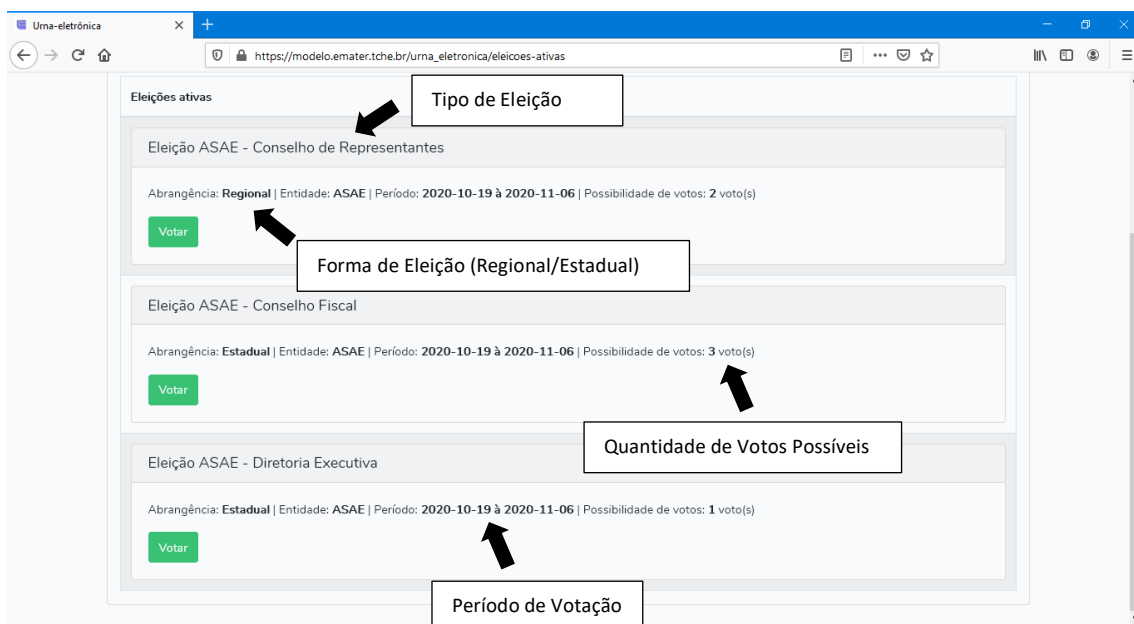 Urna-eletrônica
https://modelo.emater.tche.br/urna_eletronica/eleicoes-ativas
Eleições ativas
Tipo de Eleição
Eleição ASAE - Conselho de Representantes
Abrangência: Regional | Entidade: ASAE | Período: 2020-10-19 à 2020-11-06 | Possibilidade de votos: 2 voto(s)
Votar
Forma de Eleição (Regional/Estadual)
Eleição ASAE - Conselho Fiscal
Abrangência: Estadual | Entidade: ASAE | Período: 2020-10-19 à 2020-11-06 | Possibilidade de votos: 3 voto(s)
Votar
Quantidade de Votos Possíveis
Eleição ASAE - Diretoria Executiva
Abrangência: Estadual | Entidade: ASAE | Período: 2020-10-19 à 2020-11-06 | Possibilidade de votos: 1 voto(s)
Votar
Período de Votação